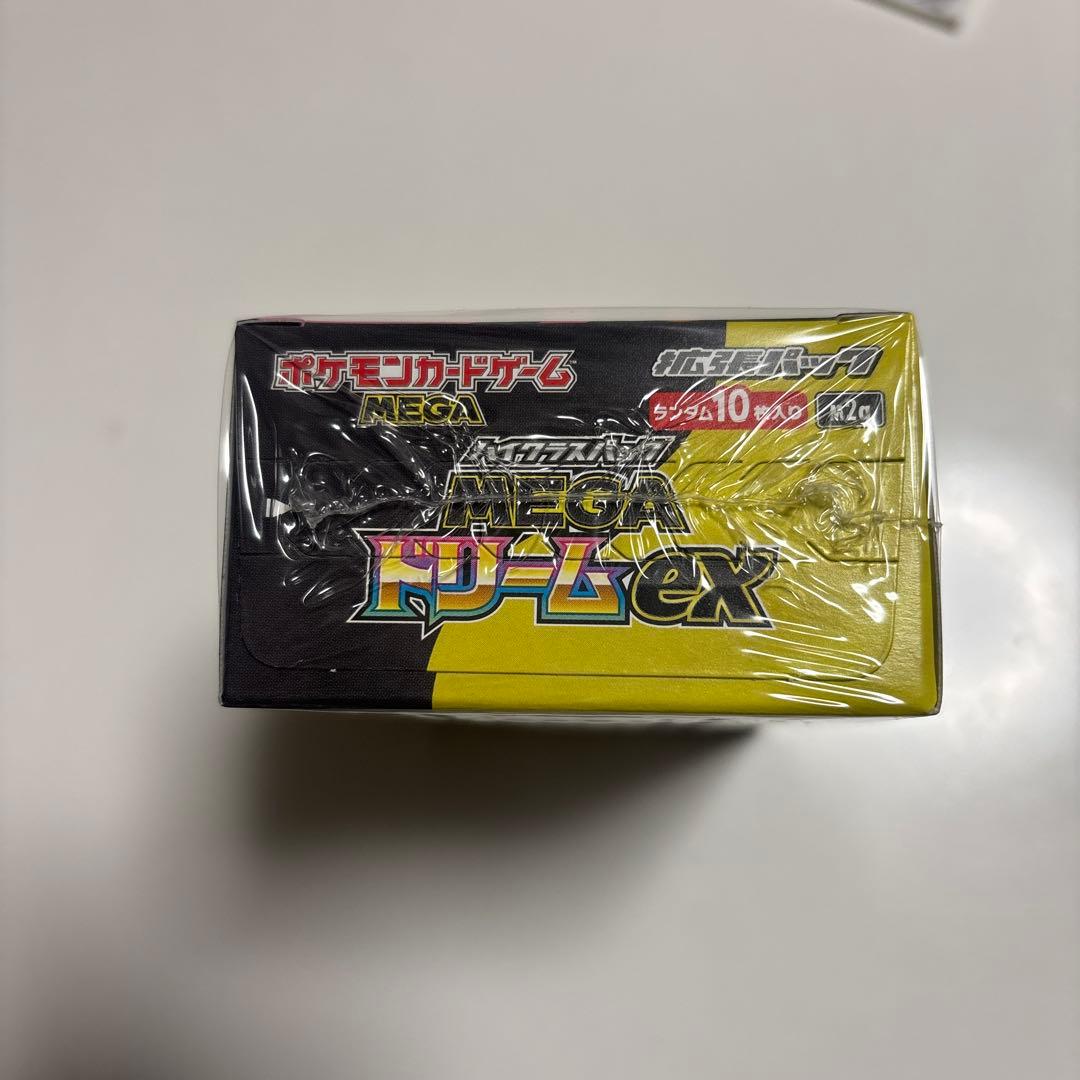 ポケモンカードゲーム
MEGA
拡張パック
ランダム10枚入り
M2a
ハイクラスパック
MEGA
ドリームex